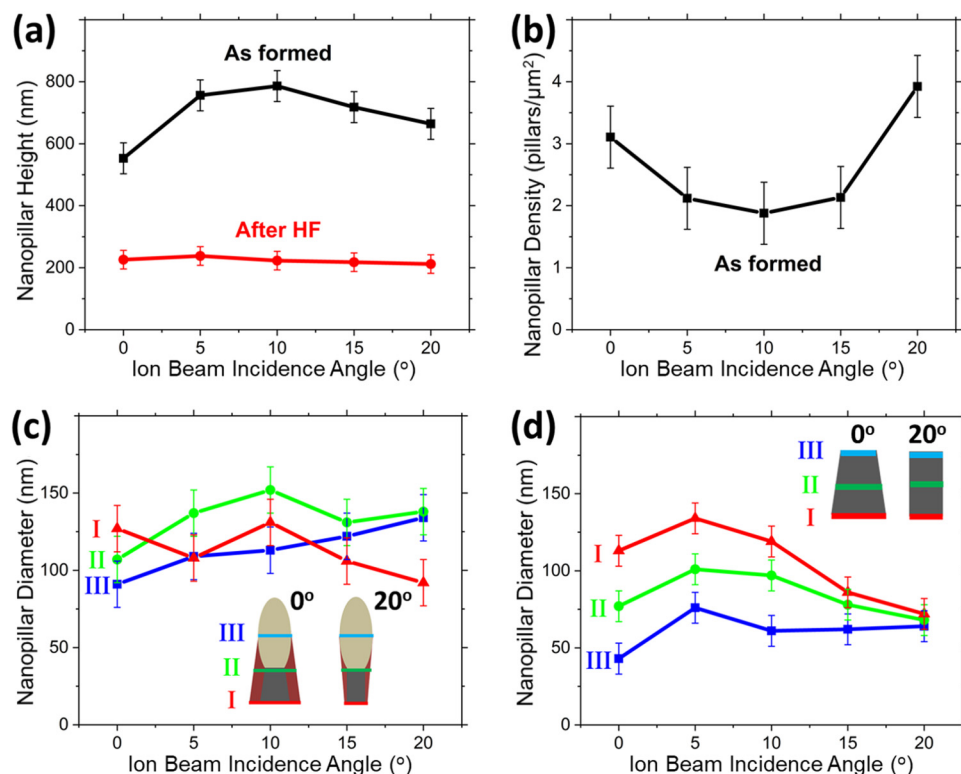 (a)
As formed
After HF
Nanopillar Height (nm)
800
600
400
200
0
0 5 10 15 20
Ion Beam Incidence Angle (°)
(b)
As formed
Nanopillar Density (pillars/µm²)
4
3
2
1
0
0 5 10 15 20
Ion Beam Incidence Angle (°)
(c)
Nanopillar Diameter (nm)
150
100
50
0
I
II
III
0° 20°
III
II
I
0 5 10 15 20
Ion Beam Incidence Angle (°)
(d)
Nanopillar Diameter (nm)
150
100
50
0
0° 20°
III
II
I
I
II
III
0 5 10 15 20
Ion Beam Incidence Angle (°)